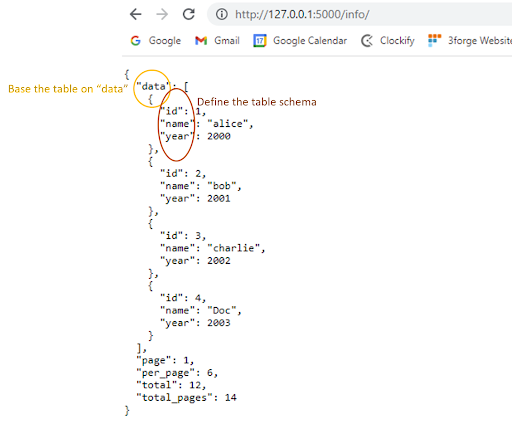 http://127.0.0.1:5000/info/
Google Gmail 17 Google Calendar Clockify 3forge Website
{
Base the table on "data" "data": [
{ Define the table schema
"id": 1,
"name": "alice",
"year": 2000
},
{
"id": 2,
"name": "bob",
"year": 2001
},
{
"id": 3,
"name": "charlie",
"year": 2002
},
{
"id": 4,
"name": "Doc",
"year": 2003
}
],
"page": 1,
"per_page": 6,
"total": 12,
"total_pages": 14
}